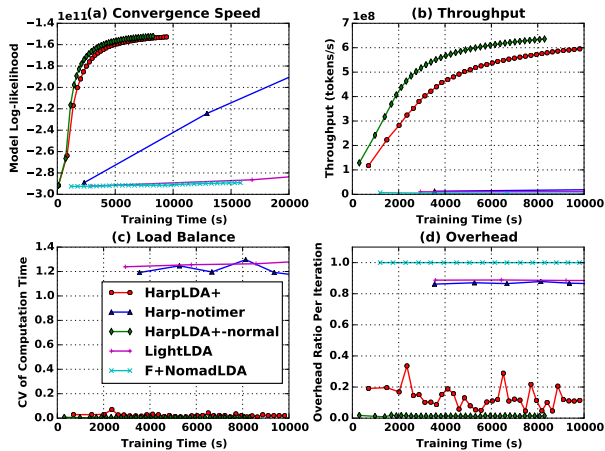 1e11
(a) Convergence Speed
−1.4
−1.6
−1.8
−2.0
−2.2
−2.4
−2.6
−2.8
−3.0
Model Log-likelihood
0 5000 10000 15000 20000
Training Time (s)
1e8
(b) Throughput
7
6
5
4
3
2
1
0
Throughput (tokens/s)
0 2000 4000 6000 8000 10000
Training Time (s)
(c) Load Balance
1.4
1.2
1.0
0.8
0.6
0.4
0.2
0.0
CV of Computation Time
HarpLDA+
Harp-notimer
HarpLDA+-normal
LightLDA
F+NomadLDA
0 2000 4000 6000 8000 10000
Training Time (s)
(d) Overhead
1.0
0.8
0.6
0.4
0.2
0.0
Overhead Ratio Per Iteration
0 2000 4000 6000 8000 10000
Training Time (s)